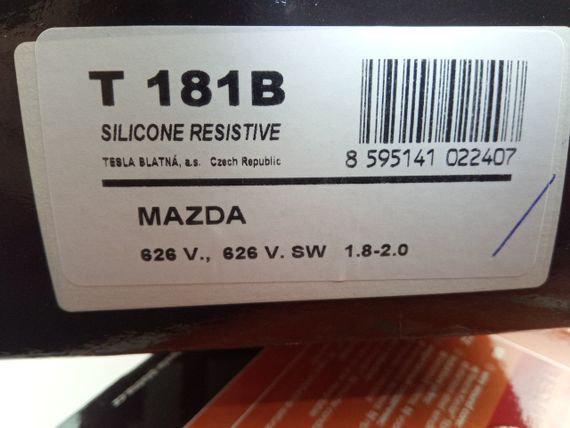 T 181B
SILICONE RESISTIVE
TESLA BLATNÁ, a.s. Czech Republic
8 595141 022407
MAZDA
626 V., 626 V. SW 1.8-2.0